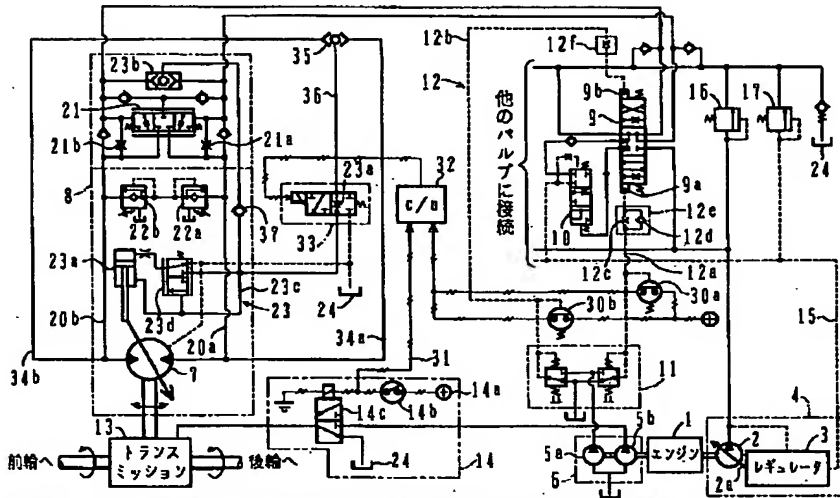 35
12b
12f
23b
12
9b
16
17
36
21
9
21b
21a
23a
32
24
C/U
9a
8
33
12e
37
10
12d
22b
22a
12c
他のバルブに接続
23a
23c
24
12a
30a
23
30b
23d
20b
20a
34a
31
15
34b
7
11
4
14c
14b
14a
5b
1
2
3
13
トランス
ミッション
前輪へ
後輪へ
24
14
5a
6
エンジン
2a
レギュレータ